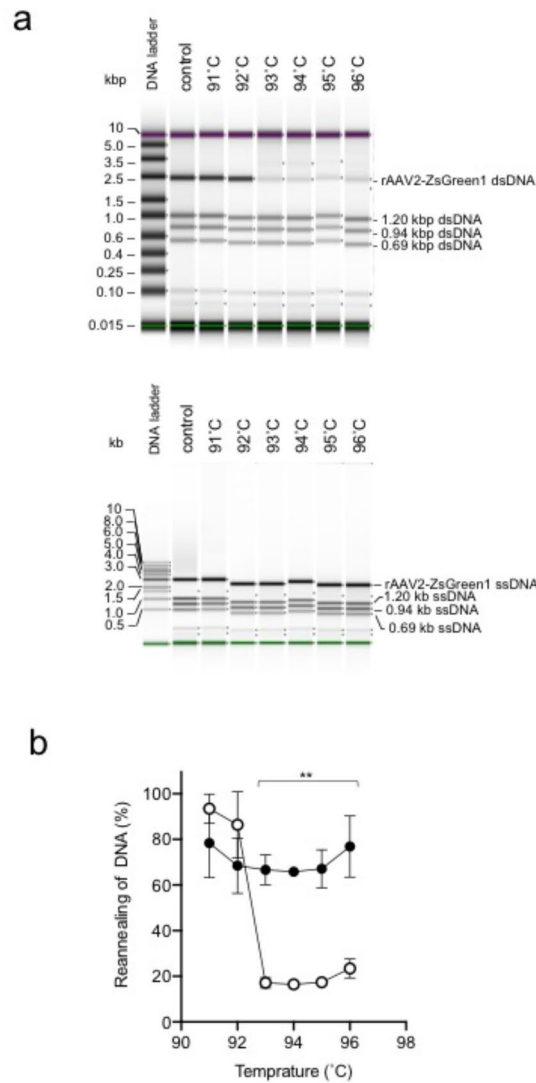 a
kbp
DNA ladder
control
91˚C
92˚C
93˚C
94˚C
95˚C
96˚C
10
5.0
3.5
2.5
1.5
1.0
0.6
0.4
0.25
0.10
0.015
rAAV2-ZsGreen1 dsDNA
1.20 kbp dsDNA
0.94 kbp dsDNA
0.69 kbp dsDNA
kb
DNA ladder
control
91˚C
92˚C
93˚C
94˚C
95˚C
96˚C
10
8.0
6.0
5.0
4.0
3.0
2.0
1.5
1.0
0.5
rAAV2-ZsGreen1 ssDNA
1.20 kb ssDNA
0.94 kb ssDNA
0.69 kb ssDNA
b
**
Reannealing of DNA (%)
100
80
60
40
20
0
90
92
94
96
98
Temprature (˚C)